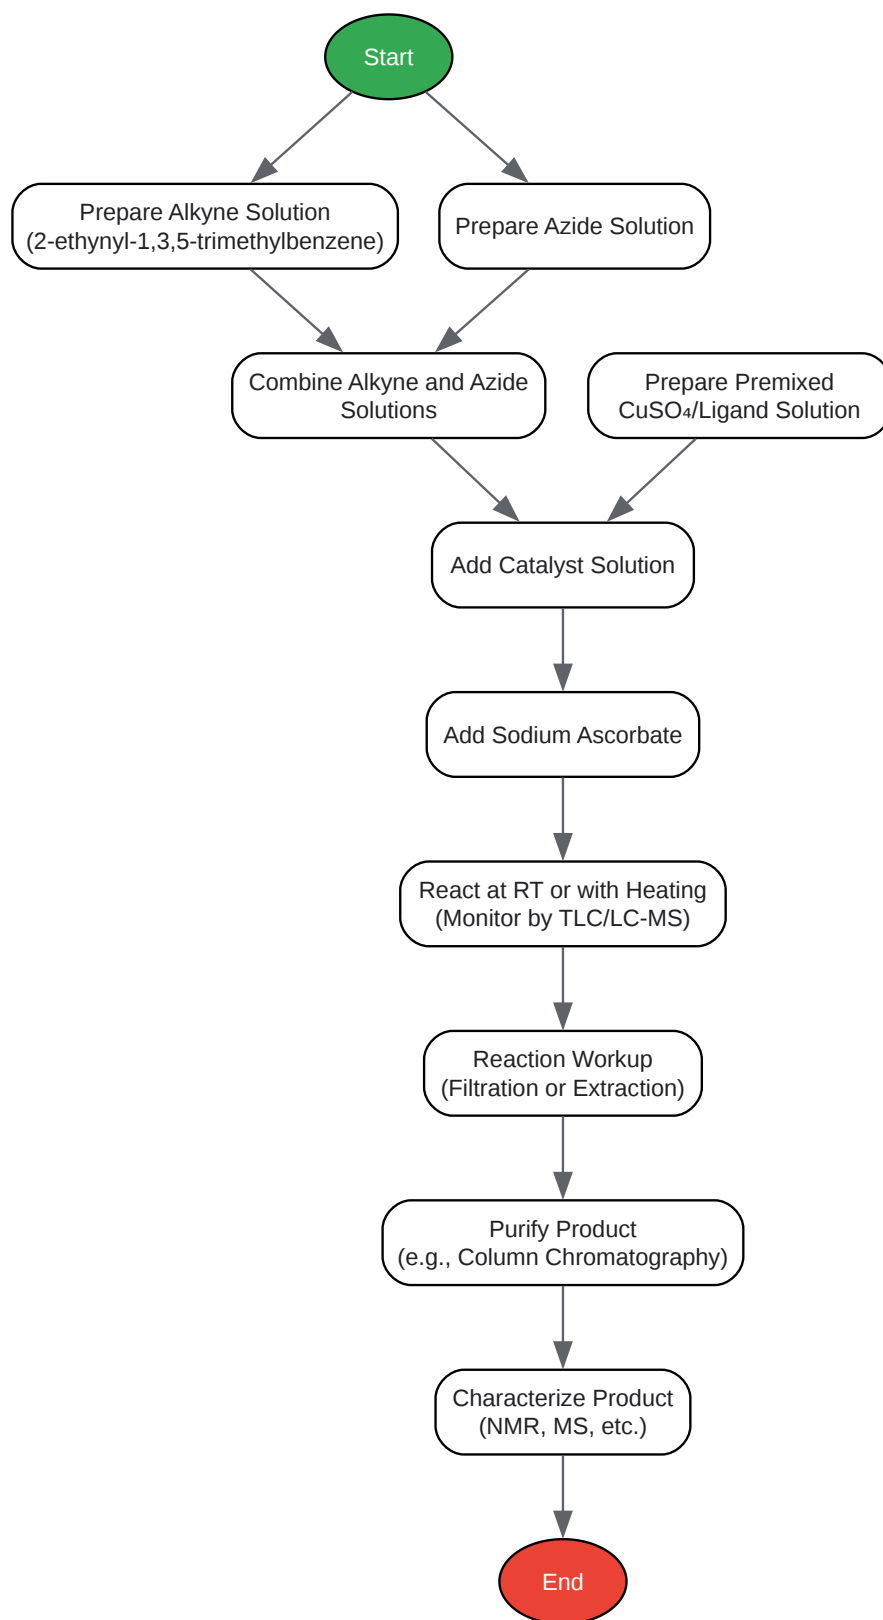 Start
Prepare Alkyne Solution
(2-ethynyl-1,3,5-trimethylbenzene)
Prepare Azide Solution
Combine Alkyne and Azide
Solutions
Prepare Premixed
CuSO₄/Ligand Solution
Add Catalyst Solution
Add Sodium Ascorbate
React at RT or with Heating
(Monitor by TLC/LC-MS)
Reaction Workup
(Filtration or Extraction)
Purify Product
(e.g., Column Chromatography)
Characterize Product
(NMR, MS, etc.)
End